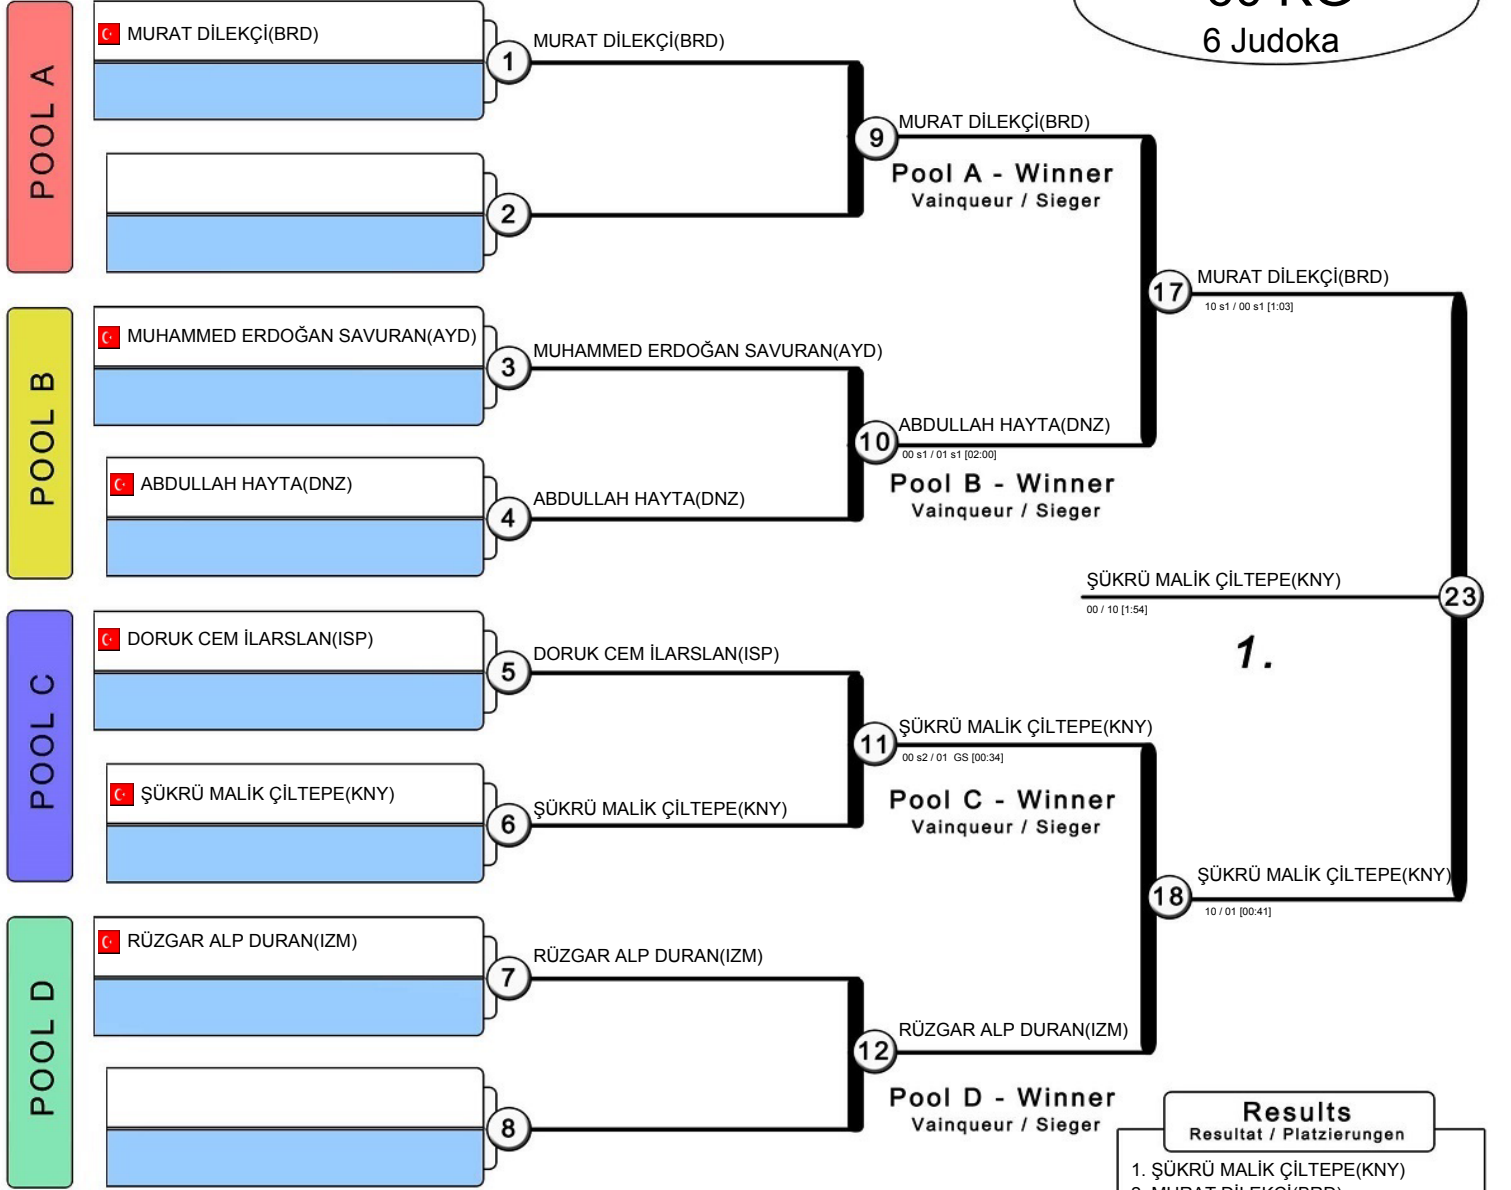 6 Judoka
POOL A
MURAT DİLEKÇİ(BRD)
1
MURAT DİLEKÇİ(BRD)
2
9
MURAT DİLEKÇİ(BRD)
Pool A - Winner
Vainqueur / Sieger
17
MURAT DİLEKÇİ(BRD)
10 s1 / 00 s1 [1:03]
POOL B
MUHAMMED ERDOĞAN SAVURAN(AYD)
3
MUHAMMED ERDOĞAN SAVURAN(AYD)
ABDULLAH HAYTA(DNZ)
4
ABDULLAH HAYTA(DNZ)
10
ABDULLAH HAYTA(DNZ)
00 s1 / 01 s1 [02:00]
Pool B - Winner
Vainqueur / Sieger
ŞÜKRÜ MALİK ÇİLTEPE(KNY)
00 / 10 [1:54]
23
1.
POOL C
DORUK CEM İLARSLAN(ISP)
5
DORUK CEM İLARSLAN(ISP)
ŞÜKRÜ MALİK ÇİLTEPE(KNY)
6
ŞÜKRÜ MALİK ÇİLTEPE(KNY)
11
ŞÜKRÜ MALİK ÇİLTEPE(KNY)
00 s2 / 01 GS [00:34]
Pool C - Winner
Vainqueur / Sieger
18
ŞÜKRÜ MALİK ÇİLTEPE(KNY)
10 / 01 [00:41]
POOL D
RÜZGAR ALP DURAN(IZM)
7
RÜZGAR ALP DURAN(IZM)
8
12
RÜZGAR ALP DURAN(IZM)
Pool D - Winner
Vainqueur / Sieger
Results
Resultat / Platzierungen
1. ŞÜKRÜ MALİK ÇİLTEPE(KNY)
2. MURAT DİLEKÇİ(BRD)